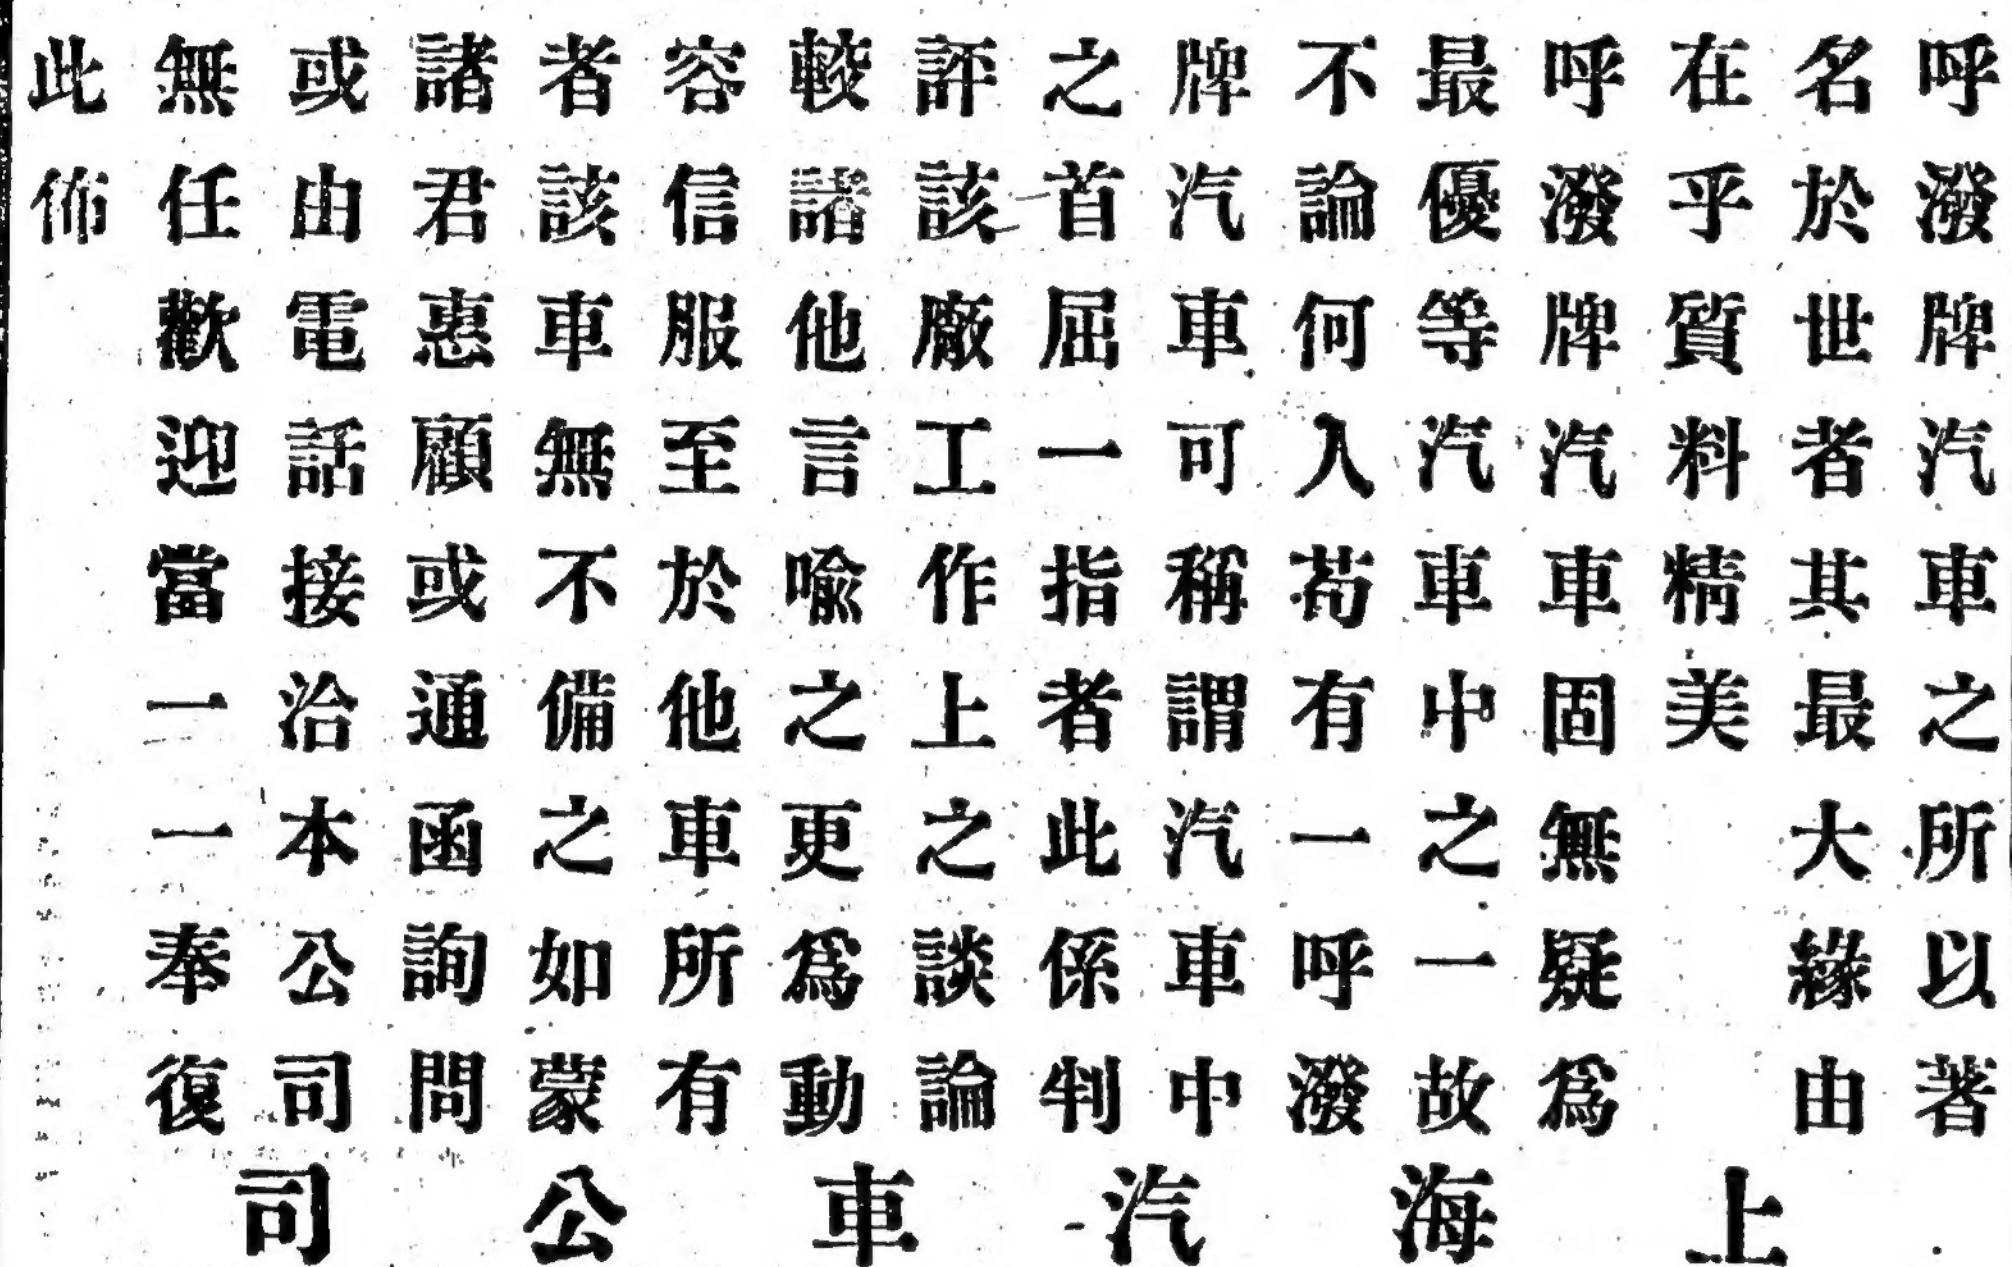 呼潑牌汽車之所以著
名於世者其最大緣由
在乎質料精美
呼潑牌汽車固無疑為
最優等汽車中之一故
不論何人茍有一呼潑
牌汽車可稱謂汽車中
之首屈一指者此係判
評該廠工作上之談論
較諸他言喻之更為動
容信服至於他車所有
者該車無不備之如蒙
諸君惠顧或通函詢問
或由電話接洽本公司
無任歡迎當一一奉復
此佈
上海汽車公司